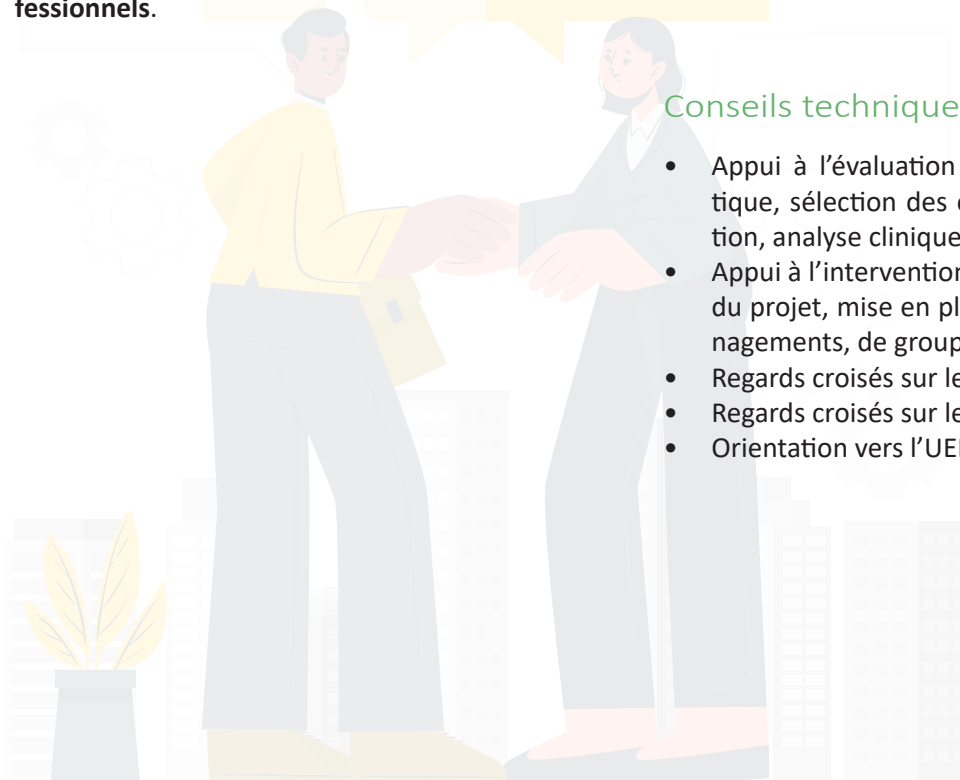 fessionnels.
Conseils technique
• Appui à l’évaluation
tique, sélection des
tion, analyse clinique
• Appui à l’intervention
du projet, mise en pl
nagements, de group
• Regards croisés sur le
• Regards croisés sur le
• Orientation vers l’UE